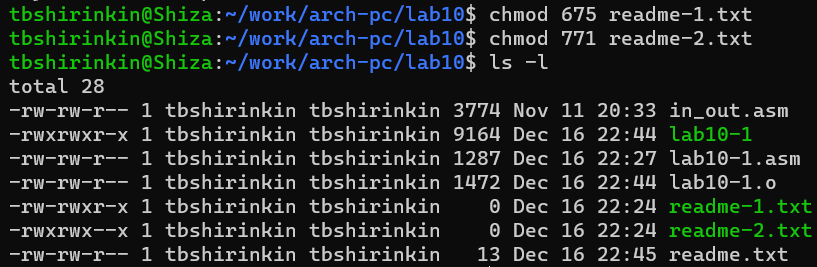 tbshirinkin@Shiza:~/work/arch-pc/lab10$ chmod 675 readme-1.txt
tbshirinkin@Shiza:~/work/arch-pc/lab10$ chmod 771 readme-2.txt
tbshirinkin@Shiza:~/work/arch-pc/lab10$ ls -l
total 28
-rw-rw-r-- 1 tbshirinkin tbshirinkin 3774 Nov 11 20:33 in_out.asm
-rwxrwxr-x 1 tbshirinkin tbshirinkin 9164 Dec 16 22:44 lab10-1
-rw-rw-r-- 1 tbshirinkin tbshirinkin 1287 Dec 16 22:27 lab10-1.asm
-rw-rw-r-- 1 tbshirinkin tbshirinkin 1472 Dec 16 22:44 lab10-1.o
-rw-rwxr-x 1 tbshirinkin tbshirinkin    0 Dec 16 22:24 readme-1.txt
-rwxrwx--x 1 tbshirinkin tbshirinkin    0 Dec 16 22:24 readme-2.txt
-rw-rw-r-- 1 tbshirinkin tbshirinkin   13 Dec 16 22:45 readme.txt